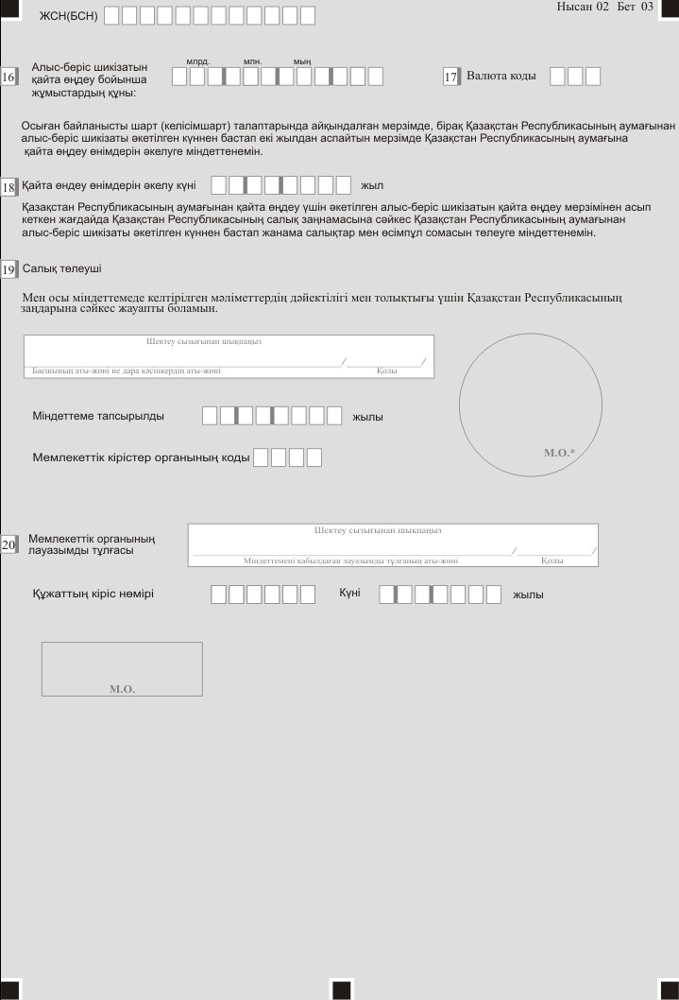 Нысан 02 Бет 03
ЖСН(БСН)
млрд. млн. мың
16 Алыс-беріс шикізатын
қайта өңдеу бойынша
жұмыстардың құны:
17 Валюта коды
Осыған байланысты шарт (келісімшарт) талаптарында айқындалған мерзімде, бірақ Қазақстан Республикасының аумағынан
алыс-беріс шикізаты әкетілген күннен бастап екі жылдан аспайтын мерзімде Қазақстан Республикасының аумағына
қайта өңдеу өнімдерін әкелуге міндеттенемін.
18 Қайта өндеу өнімдерін әкелу күні жыл
Қазақстан Республикасының аумағынан қайта өңдеу үшін әкетілген алыс-беріс шикізатын қайта өңдеу мерзімінен асып
кеткен жағдайда Қазақстан Республикасының салық заңнамасына сәйкес Қазақстан Республикасының аумағынан
алыс-беріс шикізаты әкетілген күннен бастап жанама салықтар мен өсімпұл сомасын төлеуге міндеттенемін.
19 Салық төлеуші
Мен осы міндеттемеде келтірілген мәліметтердің дәйектілігі мен толықтығы үшін Қазақстан Республикасының
заңдарына сәйкес жауапты боламын.
Шектеу сызығынан шықпаңыз
/ /
Басшының аты-жөні не дара кәсіпкердің аты-жөні Қолы
Міндеттеме тапсырылды жылы
М.О.*
Мемлекеттік кірістер органының коды
20 Мемлекеттік органының
лауазымды тұлғасы
Шектеу сызығынан шықпаңыз
/ /
Міндеттемені қабылдаған лауазымды тұлғаның аты-жөні Қолы
Құжаттың кіріс нөмірі Күні жылы
М.О.